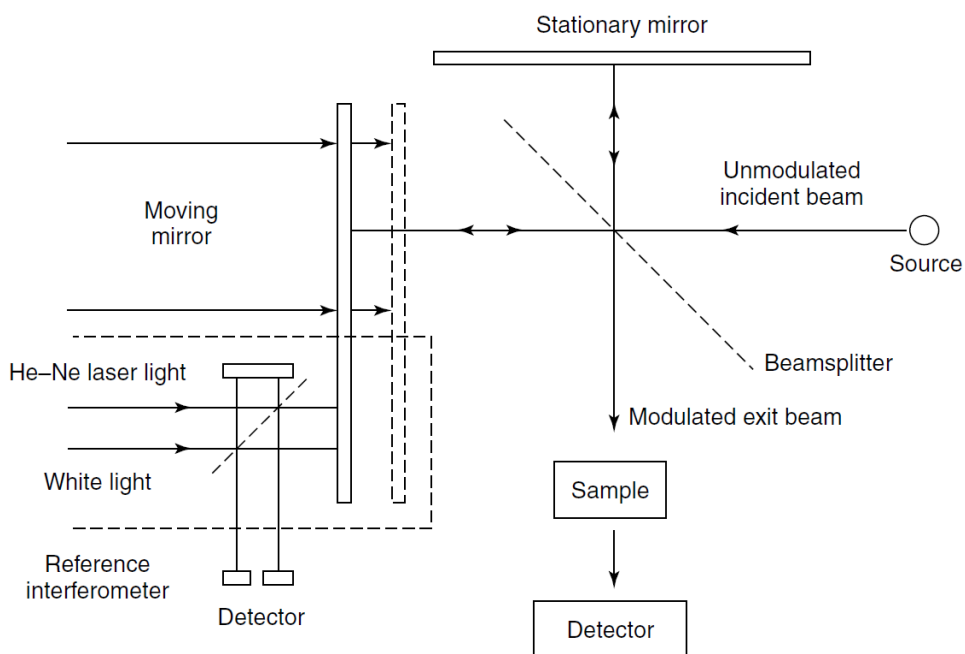 Stationary mirror
Unmodulated
incident beam
Moving
mirror
Source
Beamsplitter
He–Ne laser light
Modulated exit beam
White light
Sample
Reference
interferometer
Detector
Detector